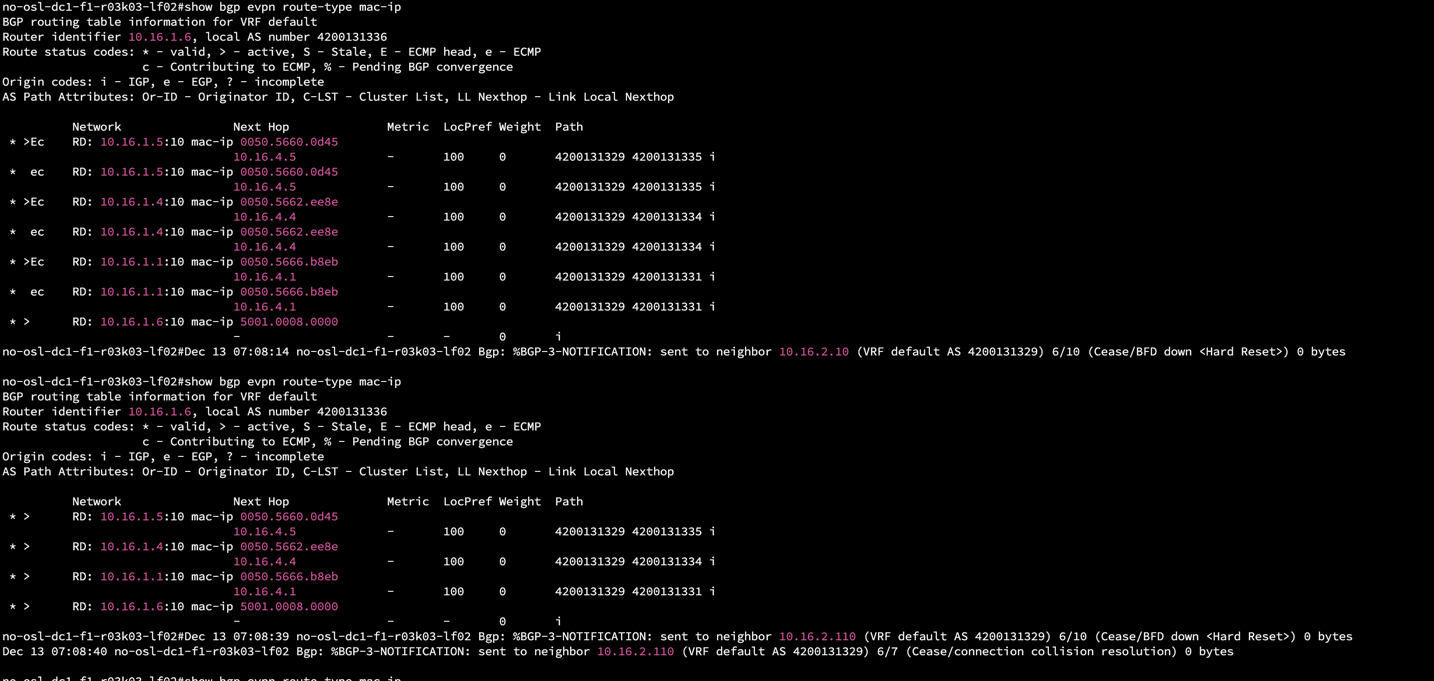 no-osl-dc1-f1-r03k03-lf02#show bgp evpn route-type mac-ip
BGP routing table information for VRF default
Router identifier 10.16.1.6, local AS number 4200131336
Route status codes: * - valid, > - active, S - Stale, E - ECMP head, e - ECMP
c - Contributing to ECMP, % - Pending BGP convergence
Origin codes: i - IGP, e - EGP, ? - incomplete
AS Path Attributes: Or-ID - Originator ID, C-LST - Cluster List, LL Nexthop - Link Local Nexthop
Network Next Hop Metric LocPref Weight Path
* >Ec RD: 10.16.1.5:10 mac-ip 0050.5660.0d45
10.16.4.5 - 100 0 4200131329 4200131335 i
* ec RD: 10.16.1.5:10 mac-ip 0050.5660.0d45
10.16.4.5 - 100 0 4200131329 4200131335 i
* >Ec RD: 10.16.1.4:10 mac-ip 0050.5662.ee8e
10.16.4.4 - 100 0 4200131329 4200131334 i
* ec RD: 10.16.1.4:10 mac-ip 0050.5662.ee8e
10.16.4.4 - 100 0 4200131329 4200131334 i
* >Ec RD: 10.16.1.1:10 mac-ip 0050.5666.b8eb
10.16.4.1 - 100 0 4200131329 4200131331 i
* ec RD: 10.16.1.1:10 mac-ip 0050.5666.b8eb
10.16.4.1 - 100 0 4200131329 4200131331 i
* > RD: 10.16.1.6:10 mac-ip 5001.0008.0000
- - - 0 i
no-osl-dc1-f1-r03k03-lf02#Dec 13 07:08:14 no-osl-dc1-f1-r03k03-lf02 Bgp: %BGP-3-NOTIFICATION: sent to neighbor 10.16.2.10 (VRF default AS 4200131329) 6/10 (Cease/BFD down <Hard Reset>) 0 bytes
no-osl-dc1-f1-r03k03-lf02#show bgp evpn route-type mac-ip
BGP routing table information for VRF default
Router identifier 10.16.1.6, local AS number 4200131336
Route status codes: * - valid, > - active, S - Stale, E - ECMP head, e - ECMP
c - Contributing to ECMP, % - Pending BGP convergence
Origin codes: i - IGP, e - EGP, ? - incomplete
AS Path Attributes: Or-ID - Originator ID, C-LST - Cluster List, LL Nexthop - Link Local Nexthop
Network Next Hop Metric LocPref Weight Path
* > RD: 10.16.1.5:10 mac-ip 0050.5660.0d45
10.16.4.5 - 100 0 4200131329 4200131335 i
* > RD: 10.16.1.4:10 mac-ip 0050.5662.ee8e
10.16.4.4 - 100 0 4200131329 4200131334 i
* > RD: 10.16.1.1:10 mac-ip 0050.5666.b8eb
10.16.4.1 - 100 0 4200131329 4200131331 i
* > RD: 10.16.1.6:10 mac-ip 5001.0008.0000
- - - 0 i
no-osl-dc1-f1-r03k03-lf02#Dec 13 07:08:39 no-osl-dc1-f1-r03k03-lf02 Bgp: %BGP-3-NOTIFICATION: sent to neighbor 10.16.2.110 (VRF default AS 4200131329) 6/10 (Cease/BFD down <Hard Reset>) 0 bytes
Dec 13 07:08:40 no-osl-dc1-f1-r03k03-lf02 Bgp: %BGP-3-NOTIFICATION: sent to neighbor 10.16.2.110 (VRF default AS 4200131329) 6/7 (Cease/connection collision resolution) 0 bytes
no-osl-dc1-f1-r03k03-lf02#show bgp evpn route-type mac-ip